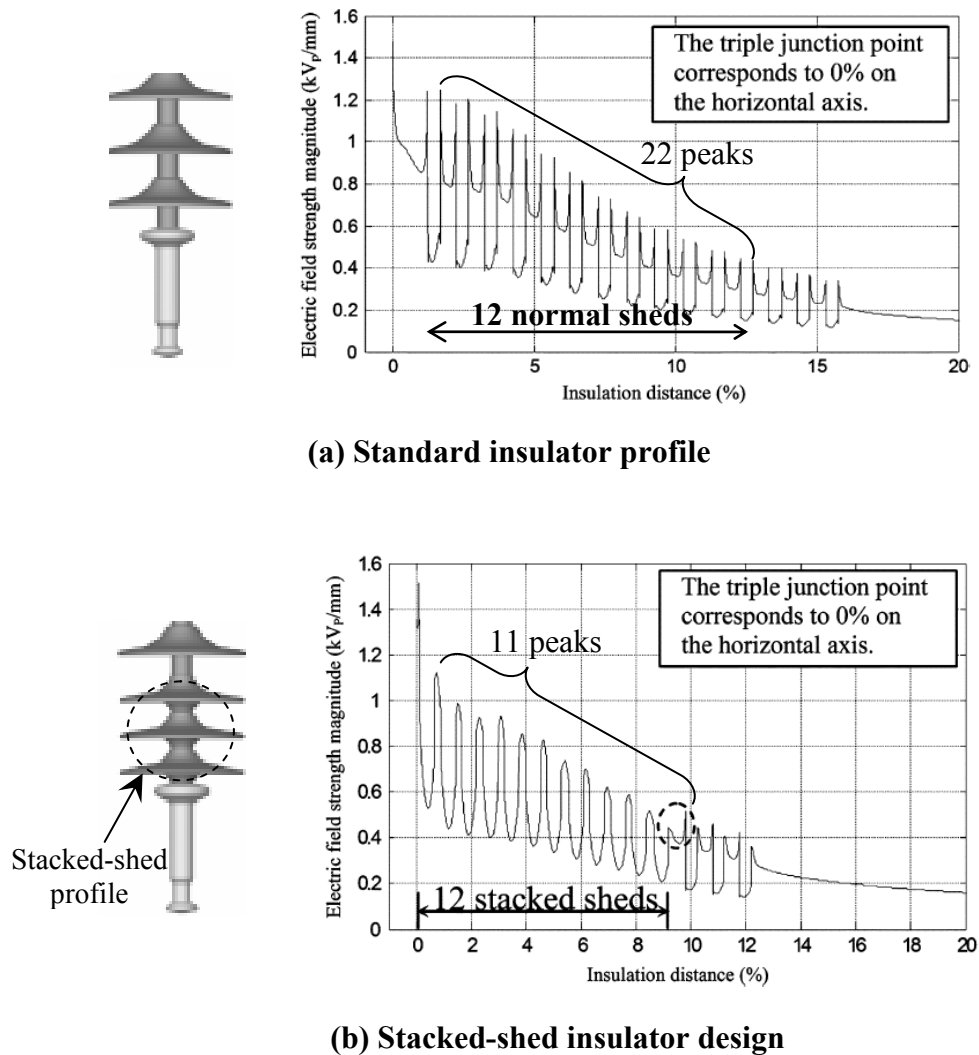 Electric field strength magnitude (kVP/mm)
1.6
1.4
1.2
1
0.8
0.6
0.4
0.2
0
The triple junction point
corresponds to 0% on
the horizontal axis.
22 peaks
12 normal sheds
0
5
10
15
20
Insulation distance (%)
(a) Standard insulator profile
Stacked-shed
profile
Electric field strength magnitude (kVP/mm)
1.6
1.4
1.2
1
0.8
0.6
0.4
0.2
0
The triple junction point
corresponds to 0% on
the horizontal axis.
11 peaks
12 stacked sheds
0
2
4
6
8
10
12
14
16
18
20
Insulation distance (%)
(b) Stacked-shed insulator design